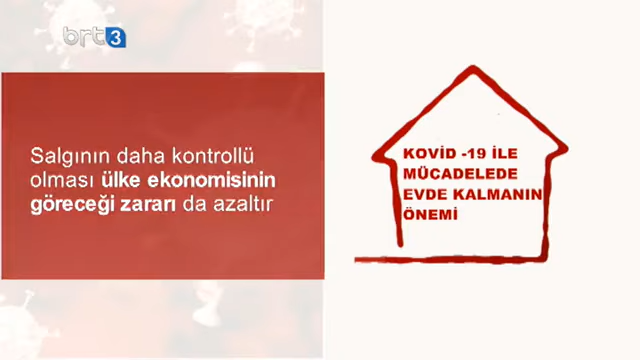 brt3
Salgının daha kontrollü
olması ülke ekonomisinin
göreceği zararı da azaltır
KOVİD -19 İLE
MÜCADELEDE
EVDE KALMANIN
ÖNEMİ